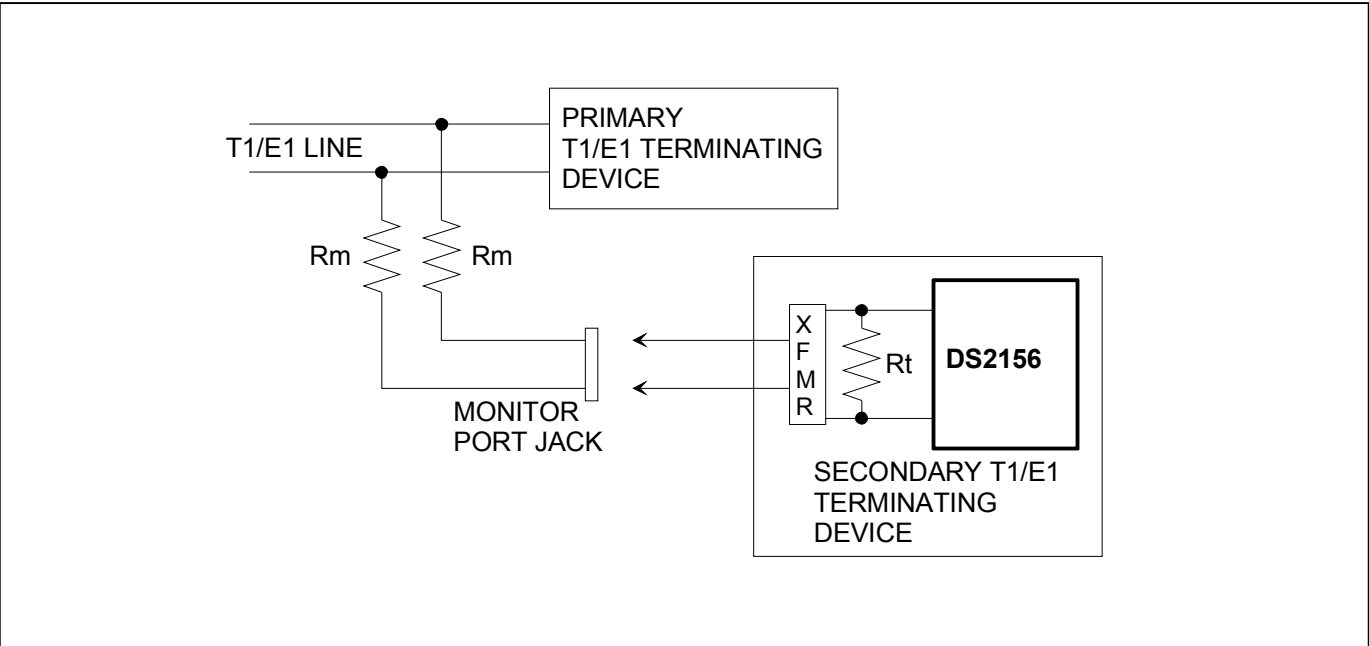 PRIMARY
T1/E1 TERMINATING
DEVICE
T1/E1 LINE
Rm
Rm
MONITOR
PORT JACK
X
F
M
R
Rt
DS2156
SECONDARY T1/E1
TERMINATING
DEVICE